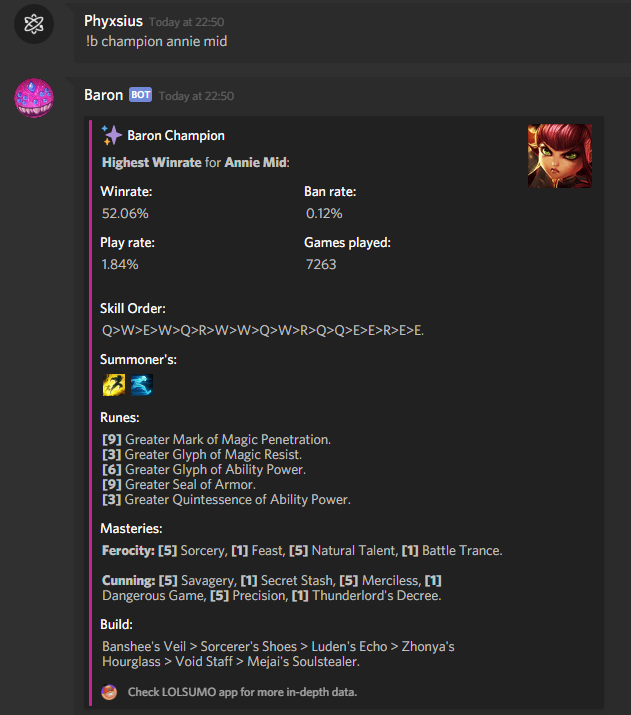 Phyxsius Today at 22:50
!b champion annie mid
Baron BOT Today at 22:50
Baron Champion
Highest Winrate for Annie Mid:
Winrate: Ban rate:
52.06% 0.12%
Play rate: Games played:
1.84% 7263
Skill Order:
Q>W>E>W>Q>R>W>W>Q>W>R>Q>Q>E>E>R>E>E.
Summoner's:
Runes:
[9] Greater Mark of Magic Penetration.
[3] Greater Glyph of Magic Resist.
[6] Greater Glyph of Ability Power.
[9] Greater Seal of Armor.
[3] Greater Quintessence of Ability Power.
Masteries:
Ferocity: [5] Sorcery, [1] Feast, [5] Natural Talent, [1] Battle Trance.
Cunning: [5] Savagery, [1] Secret Stash, [5] Merciless, [1]
Dangerous Game, [5] Precision, [1] Thunderlord's Decree.
Build:
Banshee's Veil > Sorcerer's Shoes > Luden's Echo > Zhonya's
Hourglass > Void Staff > Mejai's Soulstealer.
Check LOLSUMO app for more in-depth data.